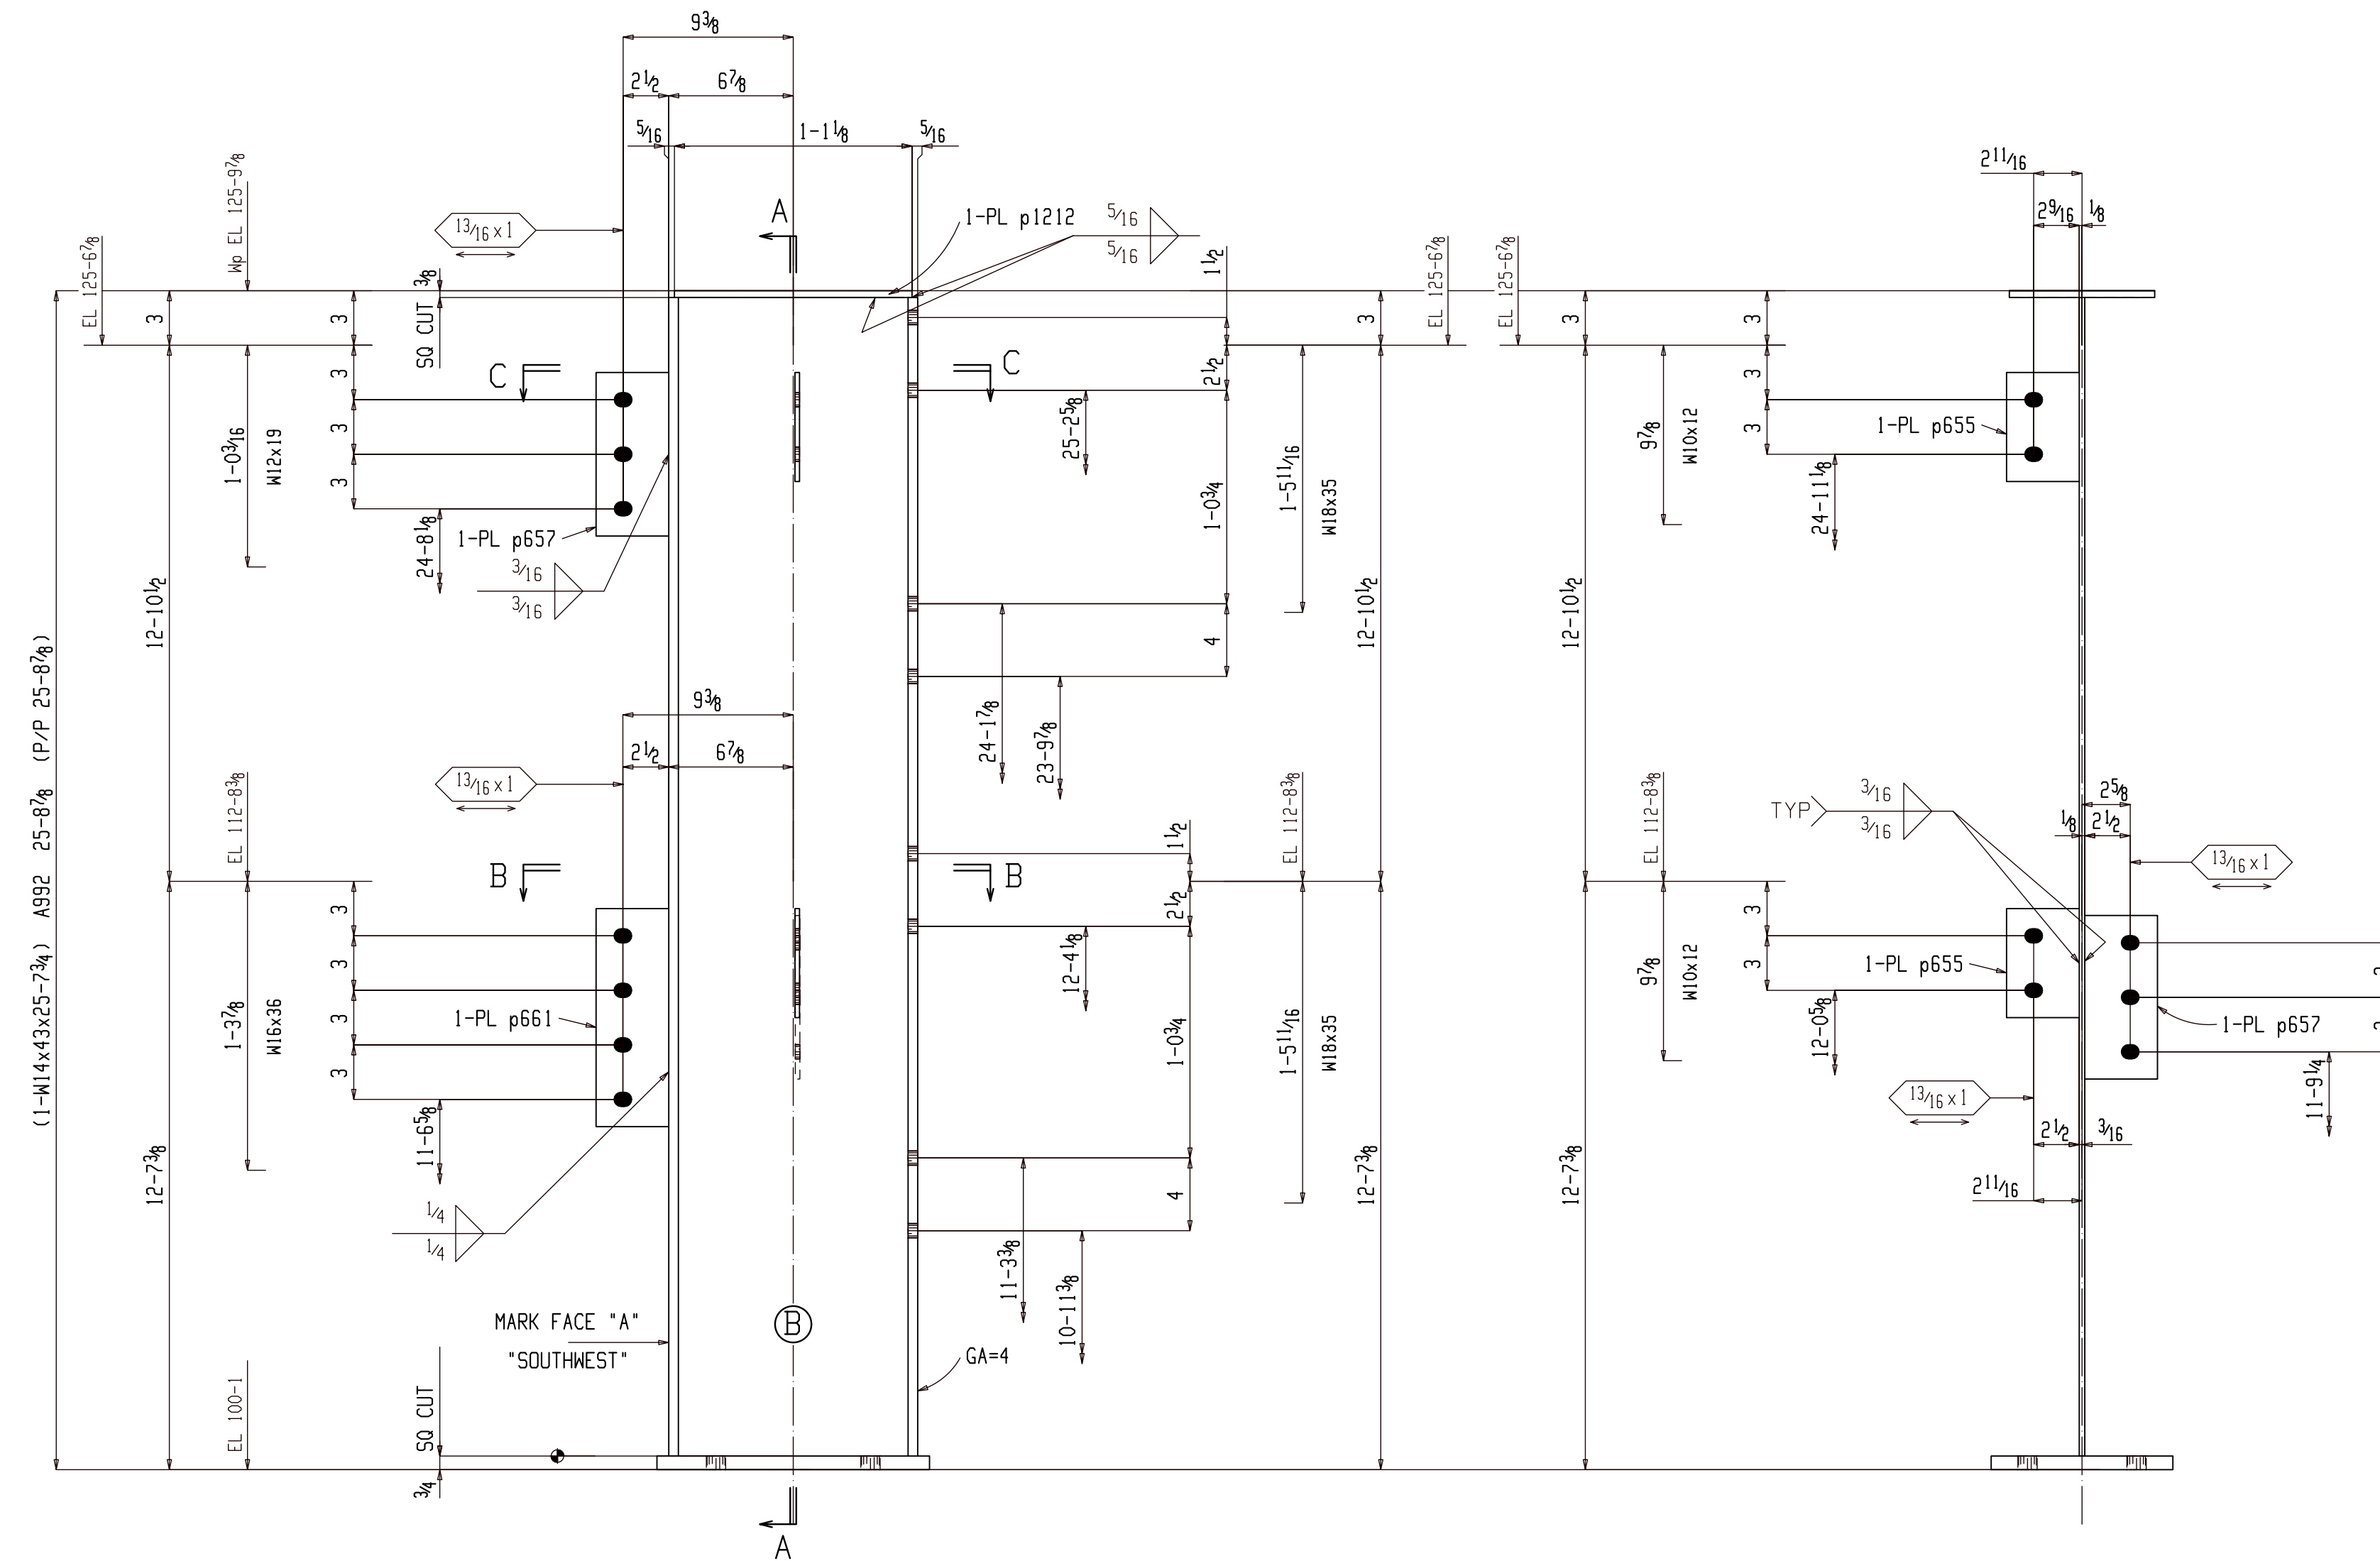 9 3/8
2 1/2
6 7/8
5/16
1-1 1/8
5/16
2 11/16
2 9/16
1/8
A
13/16 x 1
1-PL p1212
5/16
5/16
Wp EL 125-9 7/8
EL 125-6 7/8
3/8
SQ CUT
1 1/2
EL 125-6 7/8
EL 125-6 7/8
3
3
3
3
3
C
C
3
3
3
1-0 3/16
W12x19
24-8 1/8
1-PL p657
3/16
3/16
2 1/2
25-2 5/8
1-0 3/4
1-5 11/16
W18x35
4
24-1 7/8
23-9 7/8
3
3
9 7/8
W10x12
1-PL p655
24-11 1/8
12-10 1/2
12-10 1/2
12-10 1/2
(1-W14x43x25-7 3/4) A992 25-8 7/8 (P/P 25-8 7/8)
9 3/8
2 1/2
6 7/8
13/16 x 1
EL 112-8 3/8
EL 112-8 3/8
EL 112-8 3/8
TYP
3/16
3/16
2 5/8
1/8
2 1/2
13/16 x 1
1 1/2
B
B
3
3
3
3
1-3 7/8
W16x36
1-PL p661
11-6 5/8
1/4
1/4
2 1/2
12-4 1/8
1-0 3/4
1-5 11/16
W18x35
4
11-3 3/8
10-11 3/8
3
3
9 7/8
W10x12
1-PL p655
12-0 5/8
1-PL p657
11-9 1/4
13/16 x 1
2 1/2
3/16
2 11/16
12-7 3/8
12-7 3/8
12-7 3/8
MARK FACE "A"
"SOUTHWEST"
B
GA=4
EL 100-1
SQ CUT
3/4
A